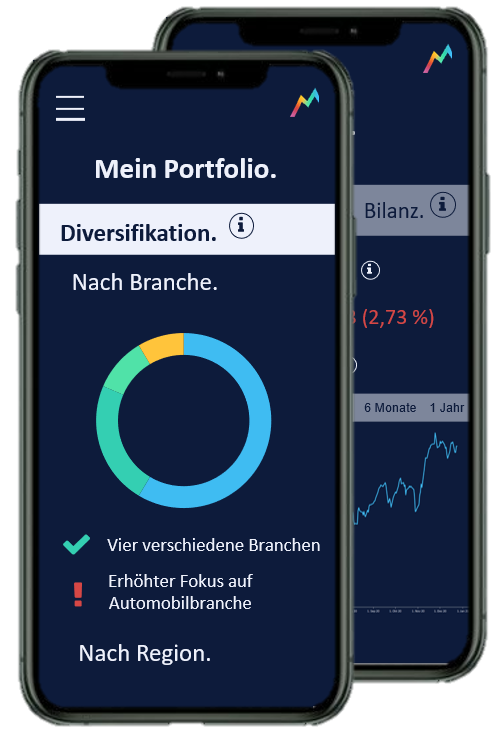 Mein Portfolio.
Diversifikation.
Nach Branche.
Vier verschiedene Branchen
Erhöhter Fokus auf
Automobilbranche
Nach Region.
Bilanz.
(2,73 %)
6 Monate 1 Jahr